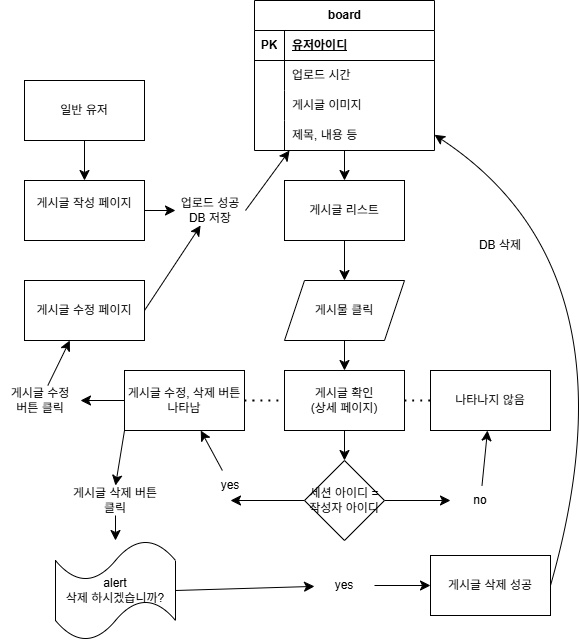 board
PK 유저아이디
업로드 시간
게시글 이미지
제목, 내용 등
일반 유저
게시글 작성 페이지
업로드 성공
DB 저장
게시글 리스트
DB 삭제
게시글 수정 페이지
게시물 클릭
게시글 수정
버튼 클릭
게시글 수정, 삭제 버튼
나타남
게시글 확인
(상세 페이지)
나타나지 않음
yes
세션 아이디 =
작성자 아이디
no
게시글 삭제 버튼
클릭
alert
삭제 하시겠습니까?
yes
게시글 삭제 성공